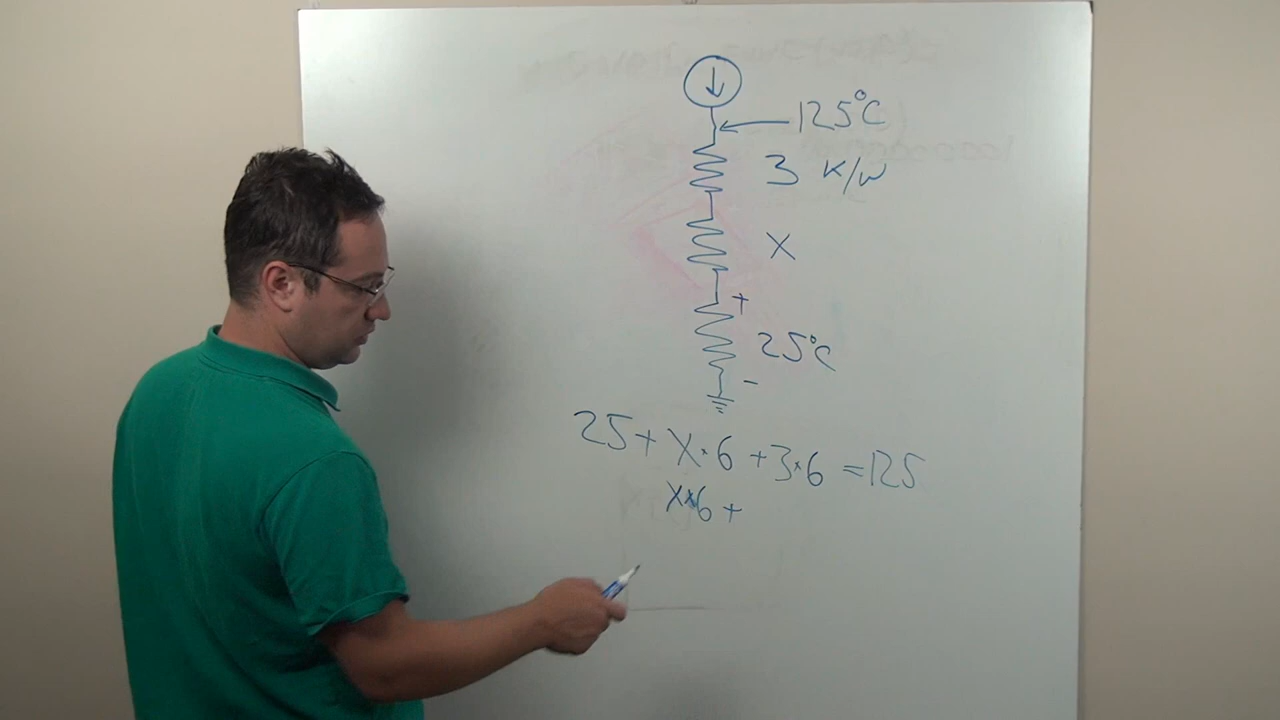 125°C
3 K/W
X
+
25°C
-
25+ X·6 +3*6 =125
X*6 +